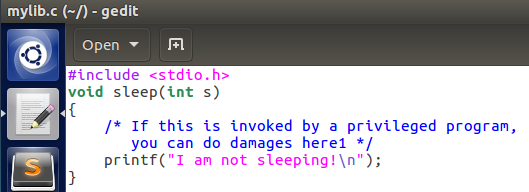 mylib.c (~/) - gedit
Open
#include <stdio.h>
void sleep(int s)
{
    /* If this is invoked by a privileged program,
       you can do damages here1 */
    printf("I am not sleeping!\n");
}